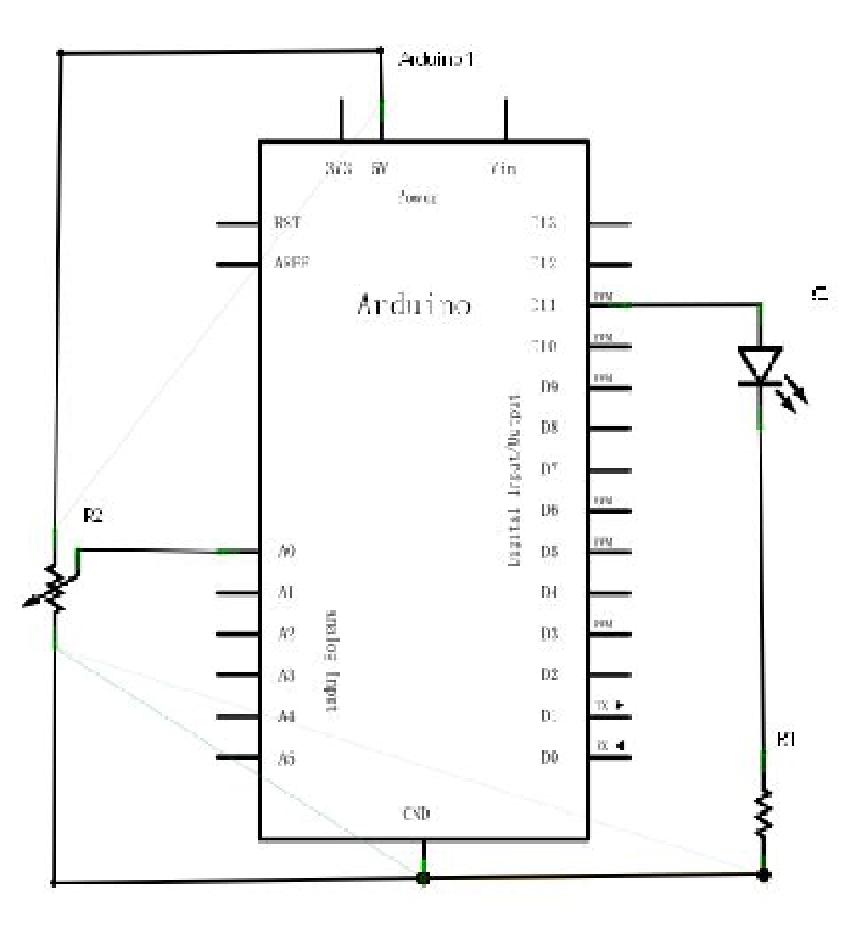 Arduino1
3V3 5V Vin
Power
RST
AREF
Arduino
D13
D12
D11 PWM
D10 PWM
D9 PWM
D8
D7
D6 PWM
D5 PWM
D4
D3 PWM
D2
D1 TX
D0
Digital Input/Output
R2
A0
A1
A2
A3
A4
A5
Analog Input
R1
GND